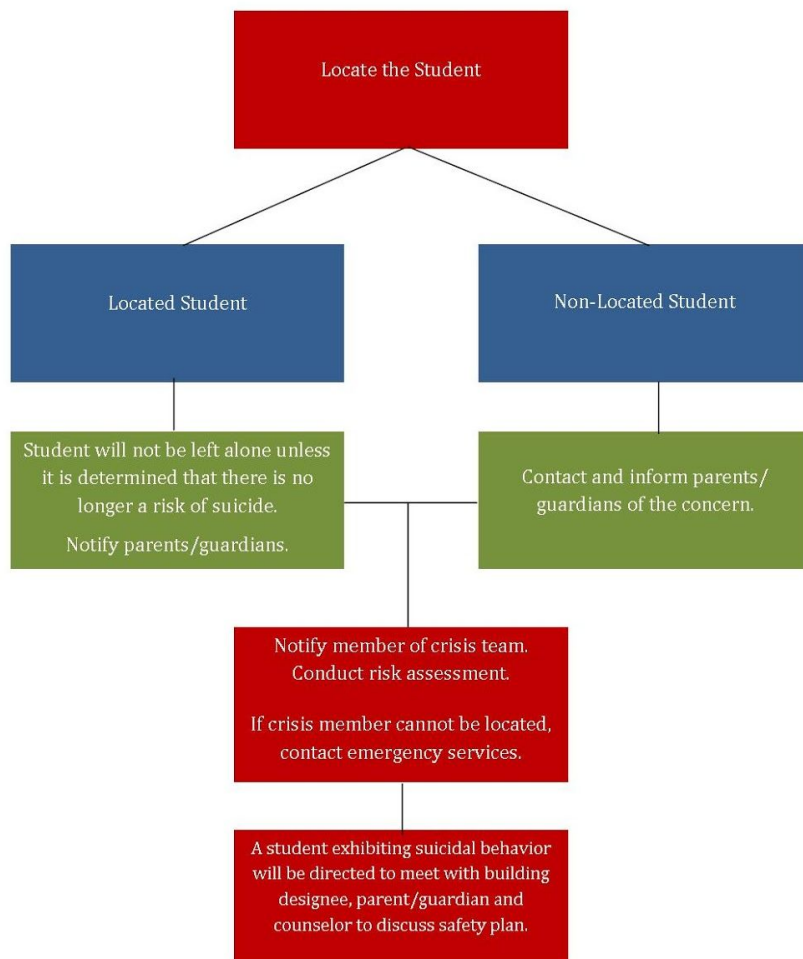 Locate the Student
Located Student
Non-Located Student
Student will not be left alone unless
it is determined that there is no
longer a risk of suicide.
Notify parents/guardians.
Contact and inform parents/
guardians of the concern.
Notify member of crisis team.
Conduct risk assessment.
If crisis member cannot be located,
contact emergency services.
A student exhibiting suicidal behavior
will be directed to meet with building
designee, parent/guardian and
counselor to discuss safety plan.